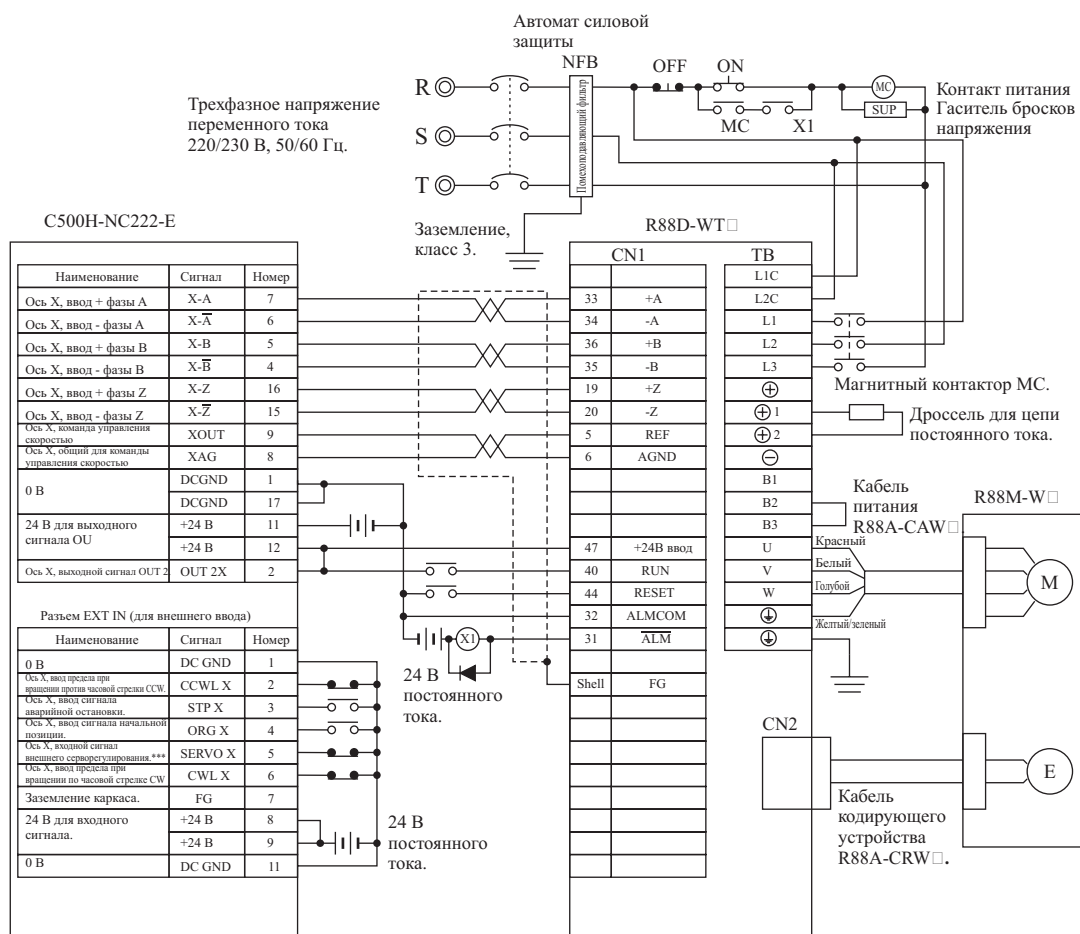 Автомат силовой
защиты
NFB
OFF ON
R
Трехфазное напряжение
переменного тока
220/230 В, 50/60 Гц.
Помехоподавляющий фильтр
MC
SUP
Контакт питания
Гаситель бросков
напряжения
MC X1
S
T
Заземление,
класс 3.
C500H-NC222-E
R88D-WT□
CN1 TB
Наименование Сигнал Номер
Ось X, ввод + фазы A X-A 7
Ось X, ввод - фазы A X-A̅ 6
Ось X, ввод + фазы B X-B 5
Ось X, ввод - фазы B X-B̅ 4
Ось X, ввод + фазы Z X-Z 16
Ось X, ввод - фазы Z X-Z̅ 15
Ось X, команда управления
скоростью XOUT 9
Ось X, общий для команды
управления скоростью XAG 8
0 В DCGND 1
DCGND 17
24 В для выходного
сигнала OU +24 В 11
+24 В 12
Ось X, выходной сигнал OUT 2 OUT 2X 2
33 +A
34 -A
36 +B
35 -B
19 +Z
20 -Z
5 REF
6 AGND
47 +24В ввод
40 RUN
44 RESET
32 ALMCOM
31 A̅L̅M̅
Shell FG
L1C
L2C
L1
L2
L3
⊕
⊕ 1
⊕ 2
⊖
B1
B2
B3
U
V
W
Магнитный контактор MC.
Дроссель для цепи
постоянного тока.
Кабель
питания
R88A-CAW□.
R88M-W□
Красный
Белый
Голубой
Желтый/зеленый
M
Разъем EXT IN (для внешнего ввода)
Наименование Сигнал Номер
0 В DC GND 1
Ось X, ввод предела при
вращении против часовой стрелки CCW. CCWL X 2
Ось X, ввод сигнала
аварийной остановки. STP X 3
Ось X, ввод сигнала начальной
позиции. ORG X 4
Ось X, входной сигнал
внешнего серворегулирования.*** SERVO X 5
Ось X, ввод предела при
вращении по часовой стрелке CW CWL X 6
Заземление каркаса. FG 7
24 В для входного
сигнала. +24 В 8
+24 В 9
0 В DC GND 11
X1
24 В
постоянного
тока.
24 В
постоянного
тока.
CN2
E
Кабель
кодирующего
устройства
R88A-CRW□.